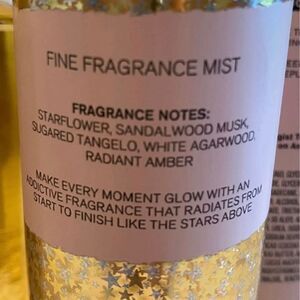 FINE FRAGRANCE MIST
FRAGRANCE NOTES:
STARFLOWER, SANDALWOOD MUSK,
SUGARED TANGELO, WHITE AGARWOOD,
RADIANT AMBER
MAKE EVERY MOMENT GLOW WITH AN
ADDICTIVE FRAGRANCE THAT RADIATES FROM
START TO FINISH LIKE THE STARS ABOVE